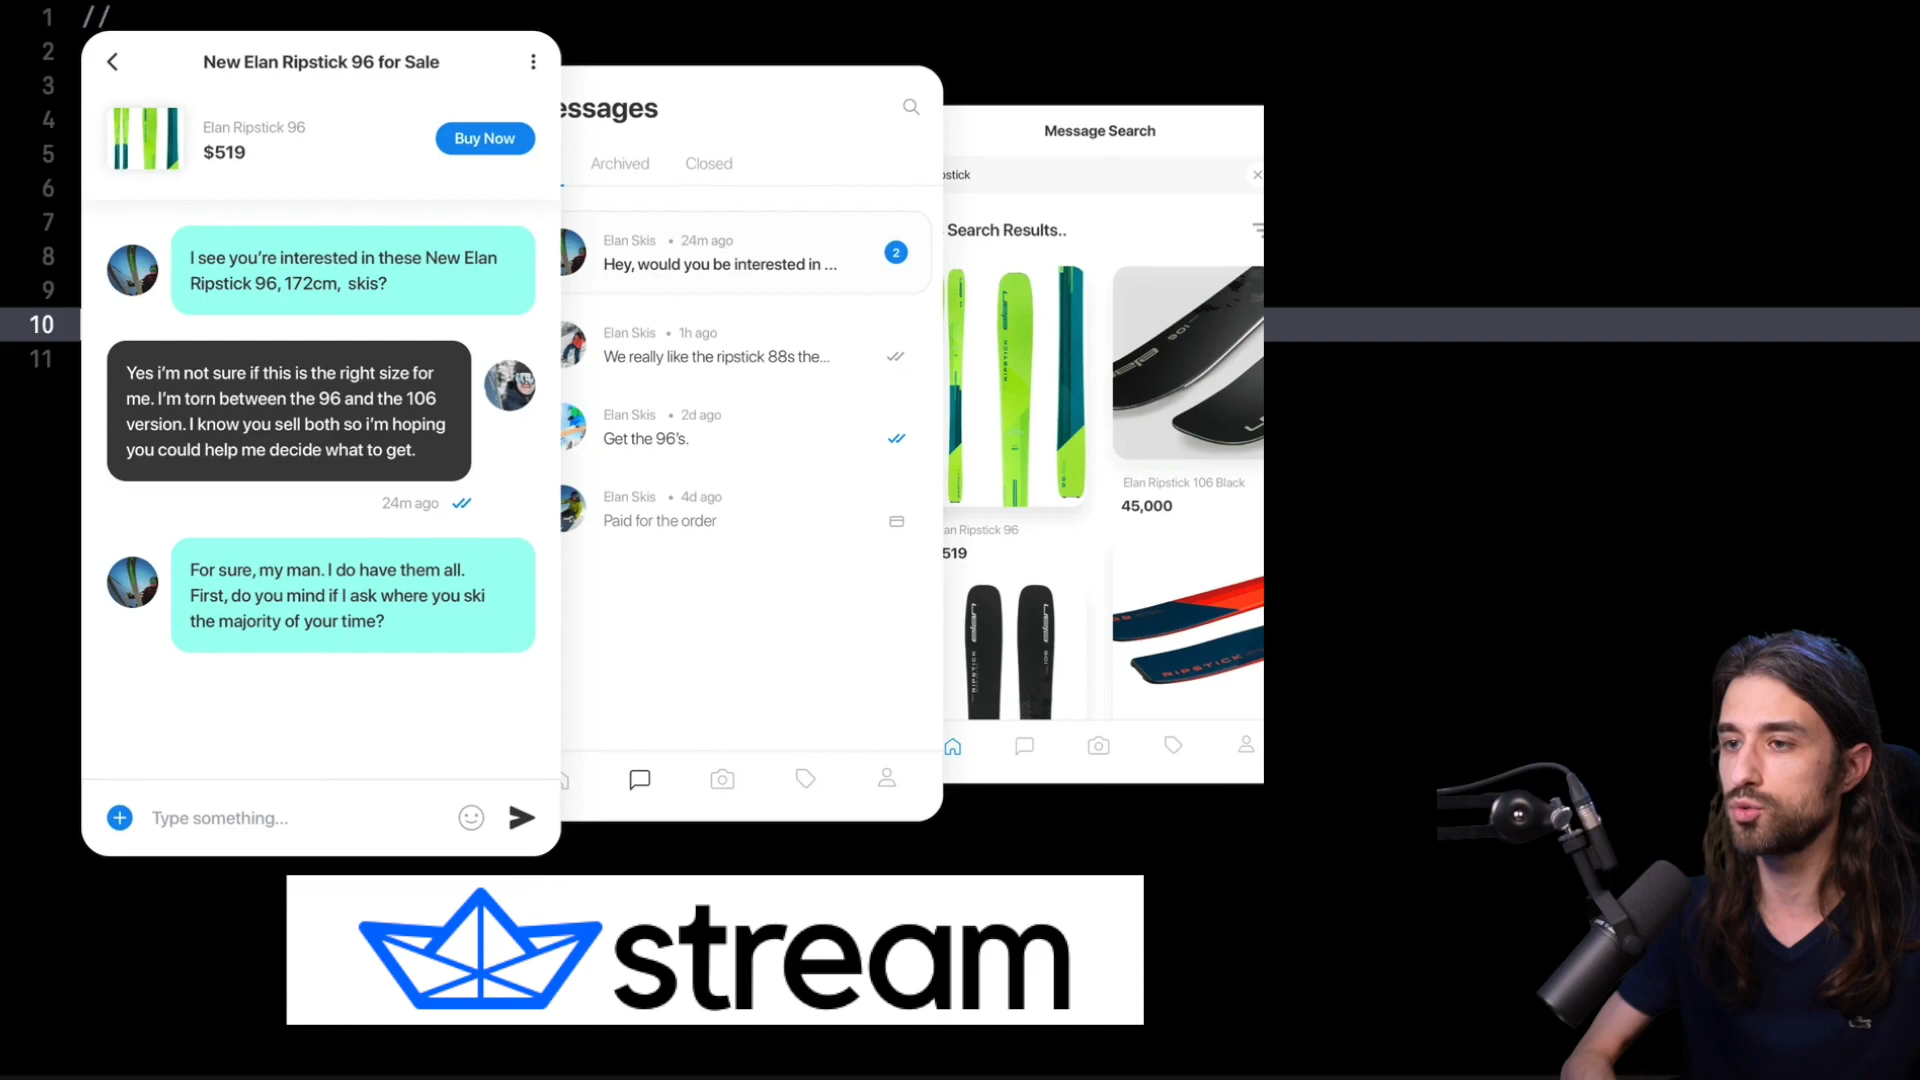 1 //
2
3
4
5
6
7
8
9
10
11
New Elan Ripstick 96 for Sale
Elan Ripstick 96
$519
Buy Now
I see you're interested in these New Elan
Ripstick 96, 172cm, skis?
Yes i'm not sure if this is the right size for
me. I'm torn between the 96 and the 106
version. I know you sell both so i'm hoping
you could help me decide what to get.
24m ago
For sure, my man. I do have them all.
First, do you mind if I ask where you ski
the majority of your time?
Type something...
essages
Archived Closed
Elan Skis • 24m ago
Hey, would you be interested in ...
2
Elan Skis • 1h ago
We really like the ripstick 88s the...
Elan Skis • 2d ago
Get the 96's.
Elan Skis • 4d ago
Paid for the order
Message Search
ostick
Search Results..
Elan Ripstick 106 Black
45,000
an Ripstick 96
519
RIPSTICK
RIPSTICK
stream